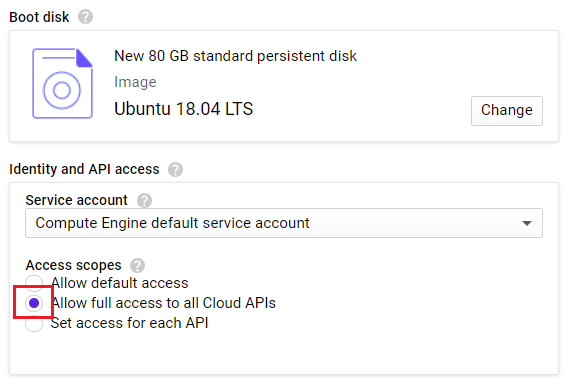 Boot disk ?
New 80 GB standard persistent disk
Image
Ubuntu 18.04 LTS
Change
Identity and API access ?
Service account ?
Compute Engine default service account
Access scopes ?
Allow default access
Allow full access to all Cloud APIs
Set access for each API